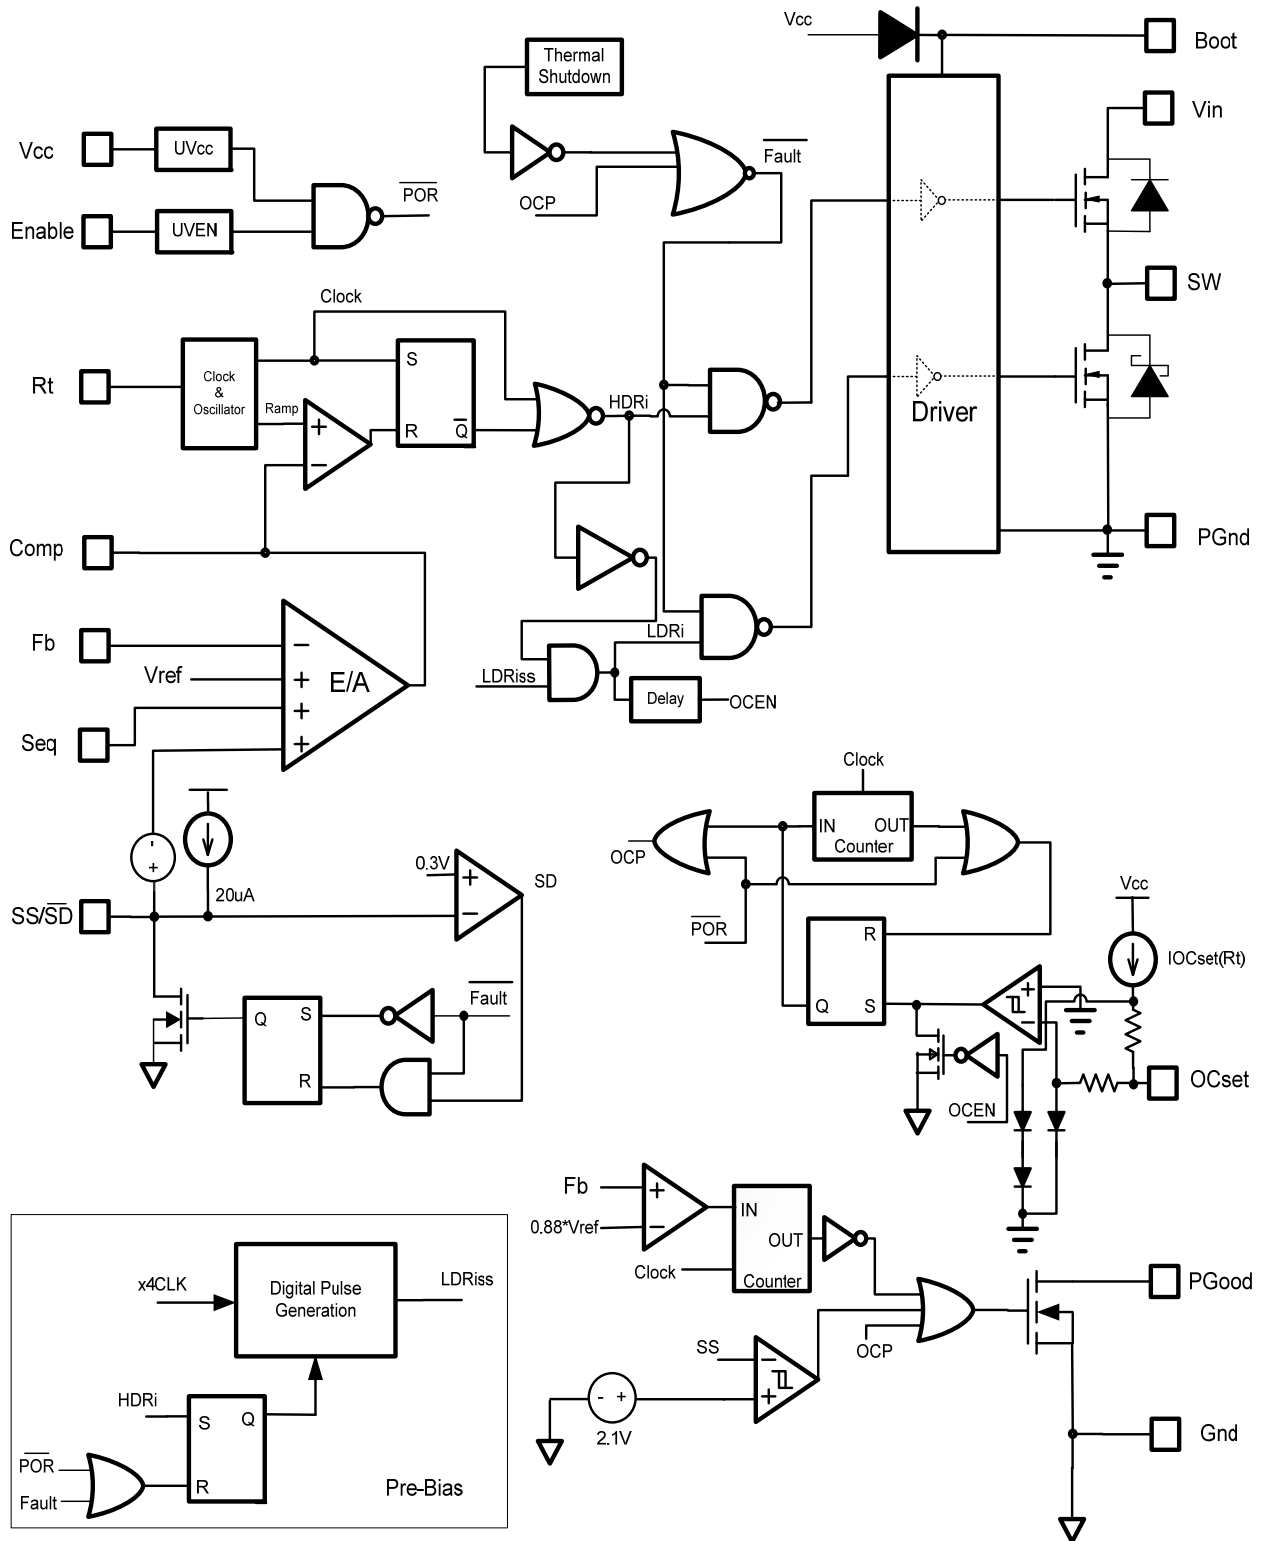 Vcc
Boot
Thermal
Shutdown
Vin
Vcc
UVcc
Fault
POR
OCP
Enable
UVEN
SW
Clock
Rt
Clock
&
Oscillator
Ramp
S
R
Q
HDRi
Driver
+
−
Comp
PGnd
Fb
Vref
Seq
−
+
+
+
E/A
LDRi
LDRiss
Delay
OCEN
Clock
IN
OUT
Counter
OCP
-
+
20uA
0.3V
+
−
SD
SS/SD
POR
Vcc
IOCset(Rt)
R
Q
S
+
−
Fault
Q
S
R
OCset
OCEN
Fb
0.88*Vref
+
−
IN
OUT
Counter
Clock
PGood
x4CLK
Digital Pulse
Generation
LDRiss
SS
−
+
OCP
- +
2.1V
HDRi
S
Q
R
POR
Fault
Pre-Bias
Gnd